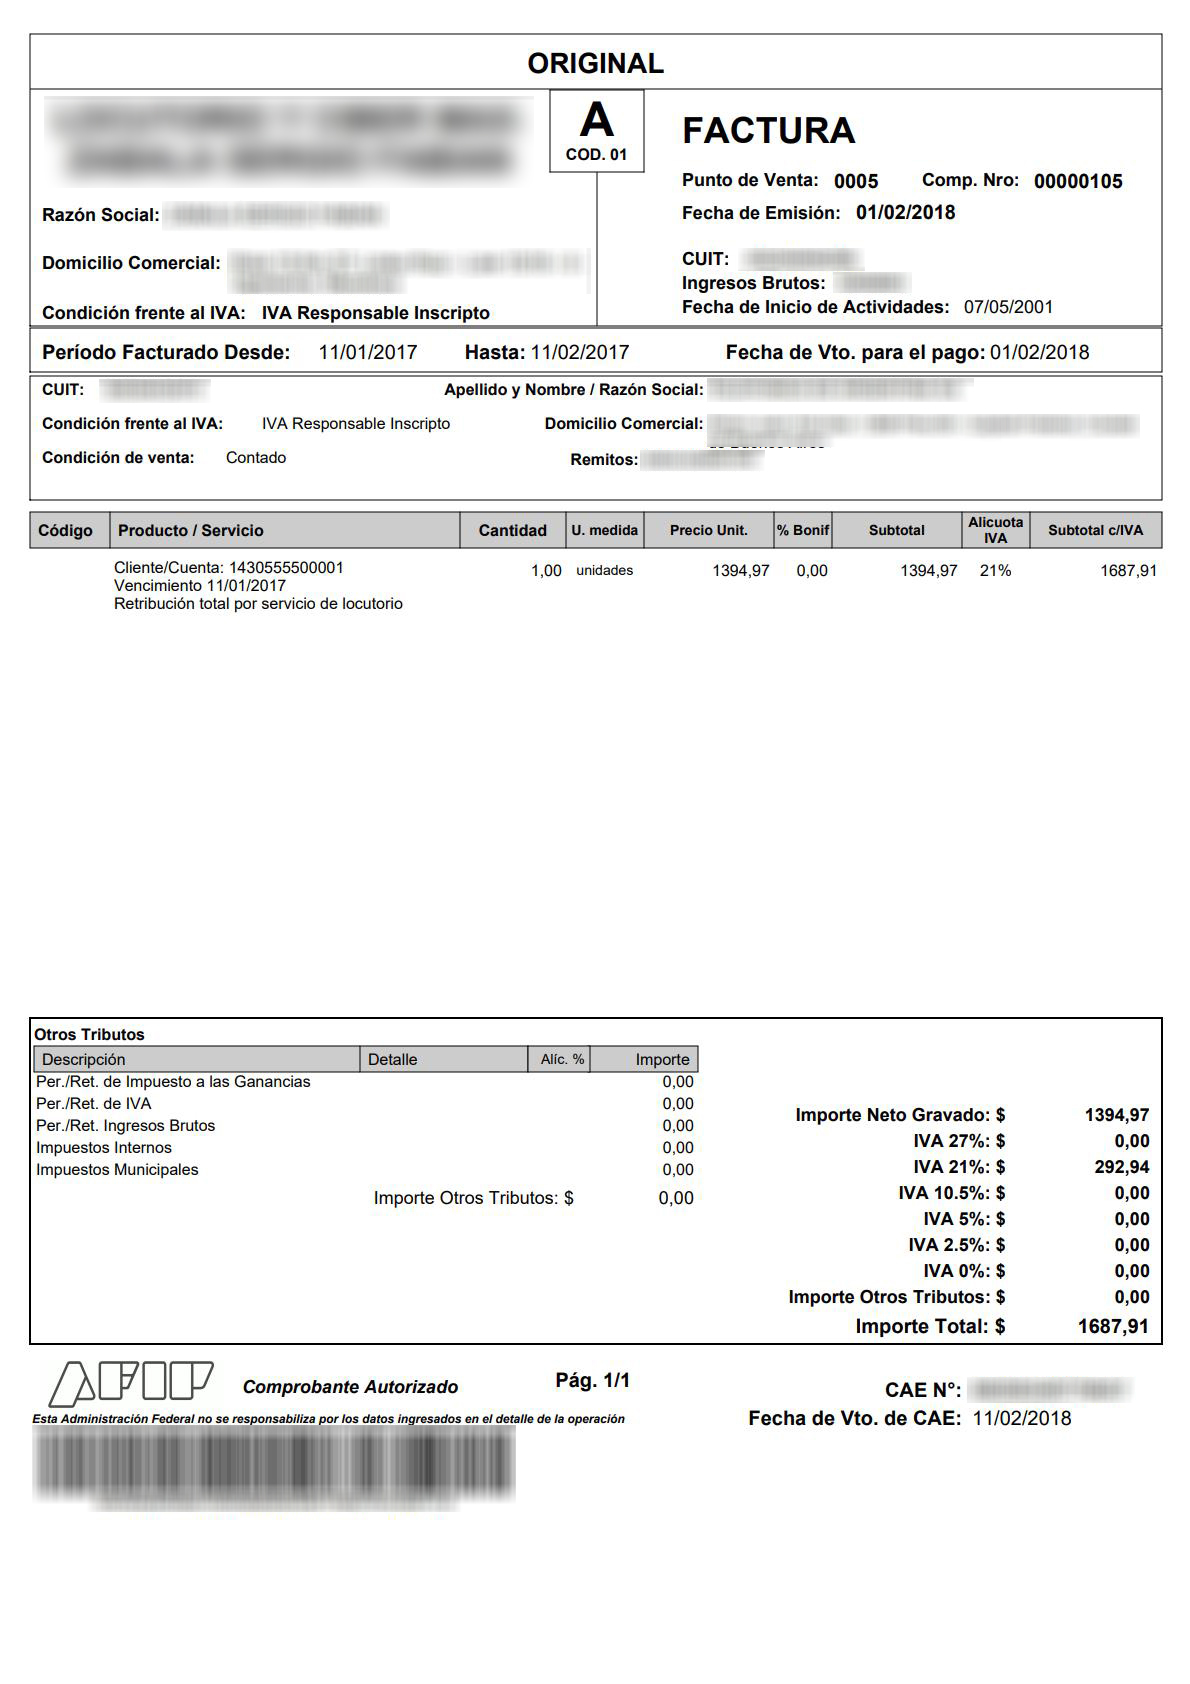 ORIGINAL
A
COD. 01
FACTURA
Punto de Venta: 0005 Comp. Nro: 00000105
Fecha de Emisión: 01/02/2018
Razón Social:
Domicilio Comercial:
Condición frente al IVA: IVA Responsable Inscripto
CUIT:
Ingresos Brutos:
Fecha de Inicio de Actividades: 07/05/2001
Período Facturado Desde: 11/01/2017 Hasta: 11/02/2017 Fecha de Vto. para el pago: 01/02/2018
CUIT: Apellido y Nombre / Razón Social:
Condición frente al IVA: IVA Responsable Inscripto Domicilio Comercial:
Condición de venta: Contado Remitos:
Código Producto / Servicio Cantidad U. medida Precio Unit. % Bonif Subtotal Alicuota IVA Subtotal c/IVA
Cliente/Cuenta: 1430555500001 1,00 unidades 1394,97 0,00 1394,97 21% 1687,91
Vencimiento 11/01/2017
Retribución total por servicio de locutorio
Otros Tributos
Descripción Detalle Alíc. % Importe
Per./Ret. de Impuesto a las Ganancias 0,00
Per./Ret. de IVA 0,00
Per./Ret. Ingresos Brutos 0,00
Impuestos Internos 0,00
Impuestos Municipales 0,00
Importe Otros Tributos: $ 0,00
Importe Neto Gravado: $ 1394,97
IVA 27%: $ 0,00
IVA 21%: $ 292,94
IVA 10.5%: $ 0,00
IVA 5%: $ 0,00
IVA 2.5%: $ 0,00
IVA 0%: $ 0,00
Importe Otros Tributos: $ 0,00
Importe Total: $ 1687,91
AFIP
Comprobante Autorizado
Pág. 1/1
CAE N°:
Fecha de Vto. de CAE: 11/02/2018
Esta Administración Federal no se responsabiliza por los datos ingresados en el detalle de la operación